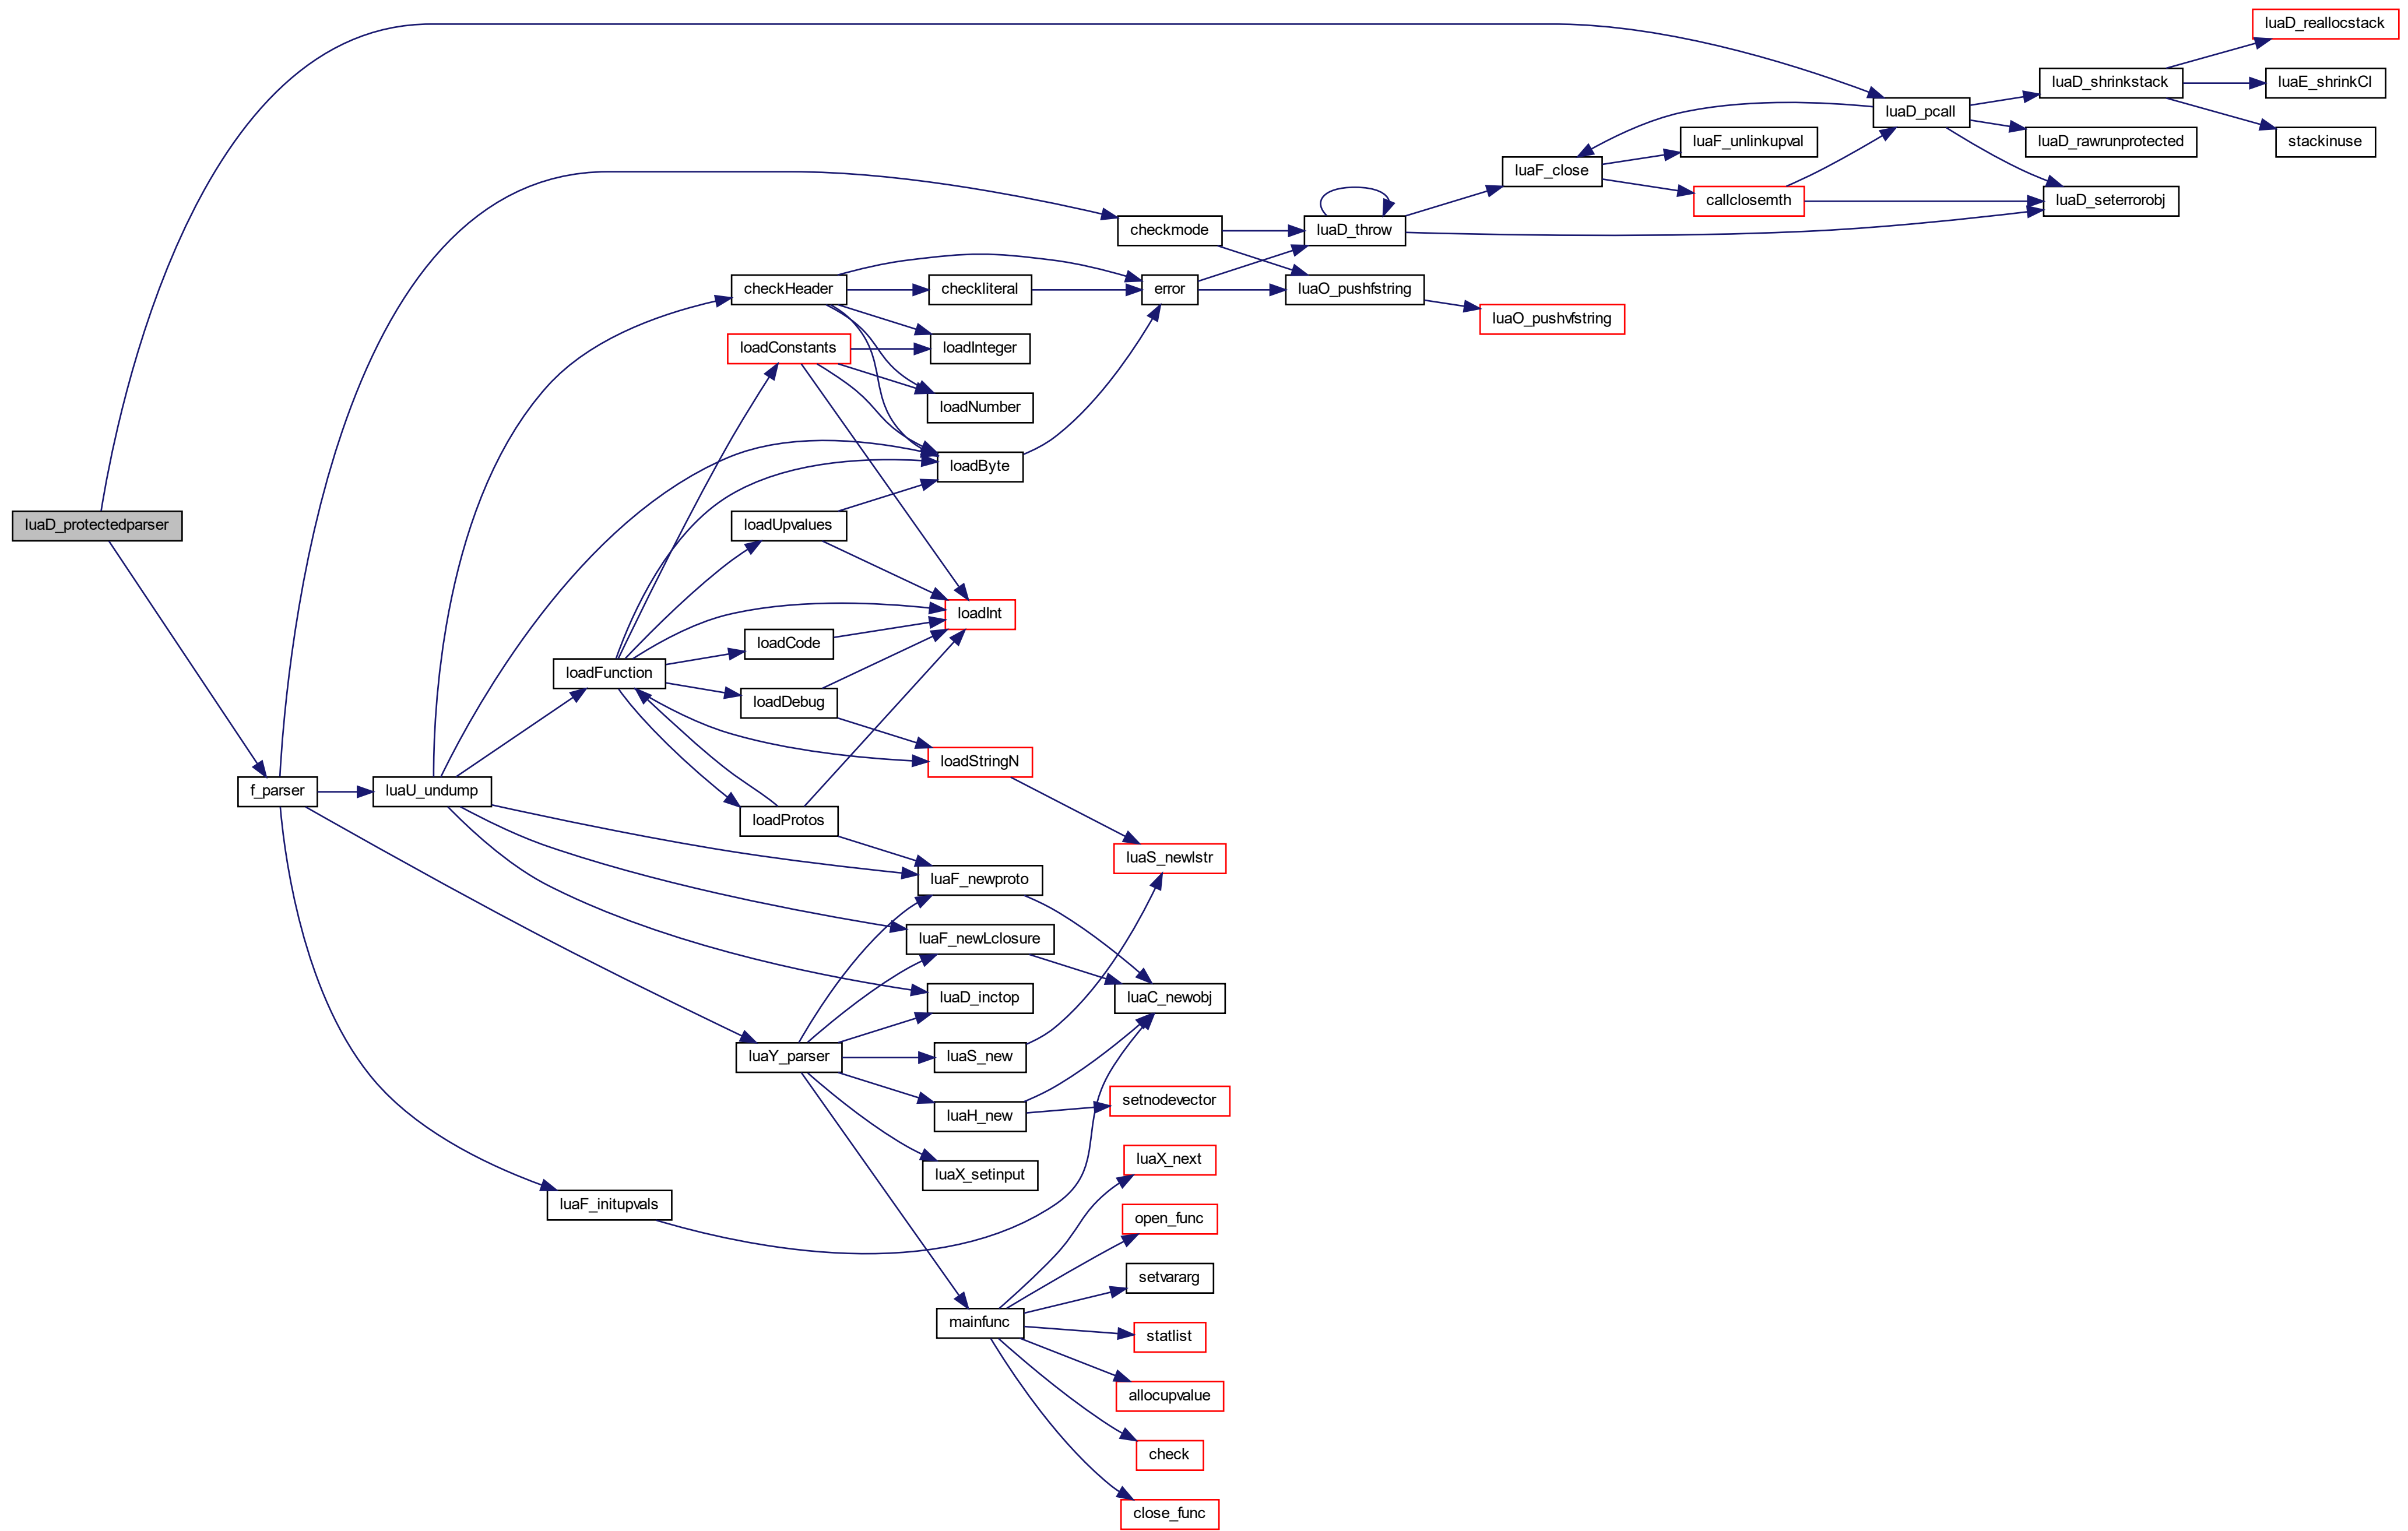 luaD_reallocstack
luaD_shrinkstack
luaE_shrinkCI
luaD_pcall
luaF_unlinkupval
luaD_rawrunprotected
stackinuse
luaF_close
callclosemth
luaD_seterrorobj
checkmode
luaD_throw
checkHeader
checkliteral
error
luaO_pushfstring
luaO_pushvfstring
loadConstants
loadInteger
loadNumber
loadByte
luaD_protectedparser
loadUpvalues
loadInt
loadCode
loadFunction
loadDebug
loadStringN
f_parser
luaU_undump
loadProtos
luaS_newlstr
luaF_newproto
luaF_newLclosure
luaD_inctop
luaC_newobj
luaY_parser
luaS_new
luaH_new
setnodevector
luaX_setinput
luaX_next
luaF_initupvals
open_func
setvararg
mainfunc
statlist
allocupvalue
check
close_func